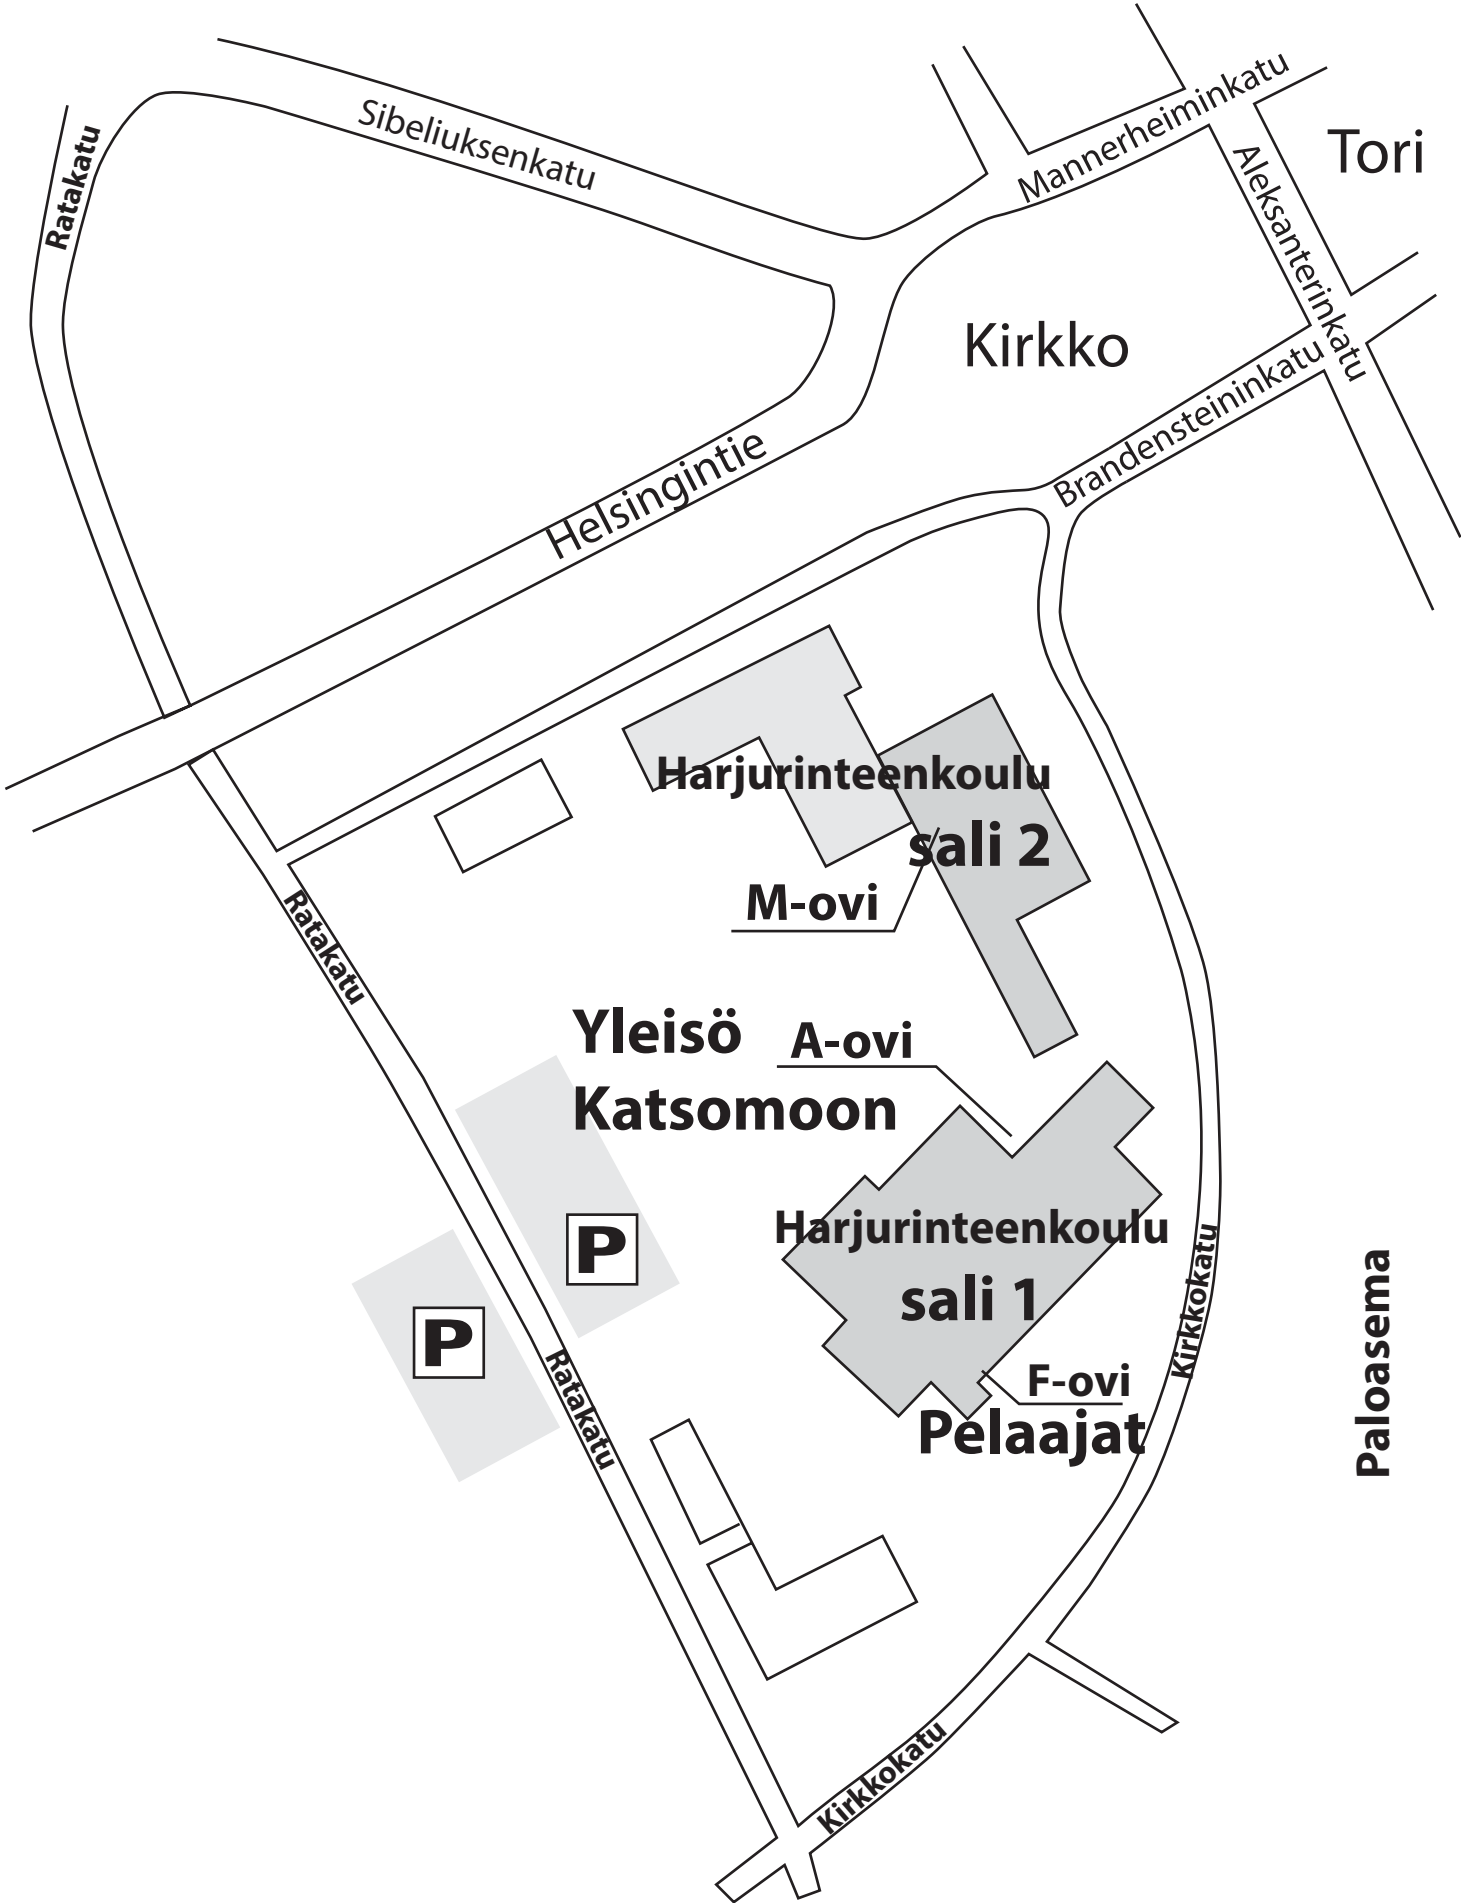 Sibeliuksenkatu
Mannerheiminkatu
Ratakatu
Tori
Aleksanterinkatu
Kirkko
Brandensteininkatu
Helsingintie
Harjurinteenkoulu
sali 2
M-ovi
Ratakatu
Yleisö
Katsomoon
A-ovi
P
P
Harjurinteenkoulu
sali 1
Kirkkokatu
Paloasema
F-ovi
Pelaajat
Ratakatu
Kirkkokatu